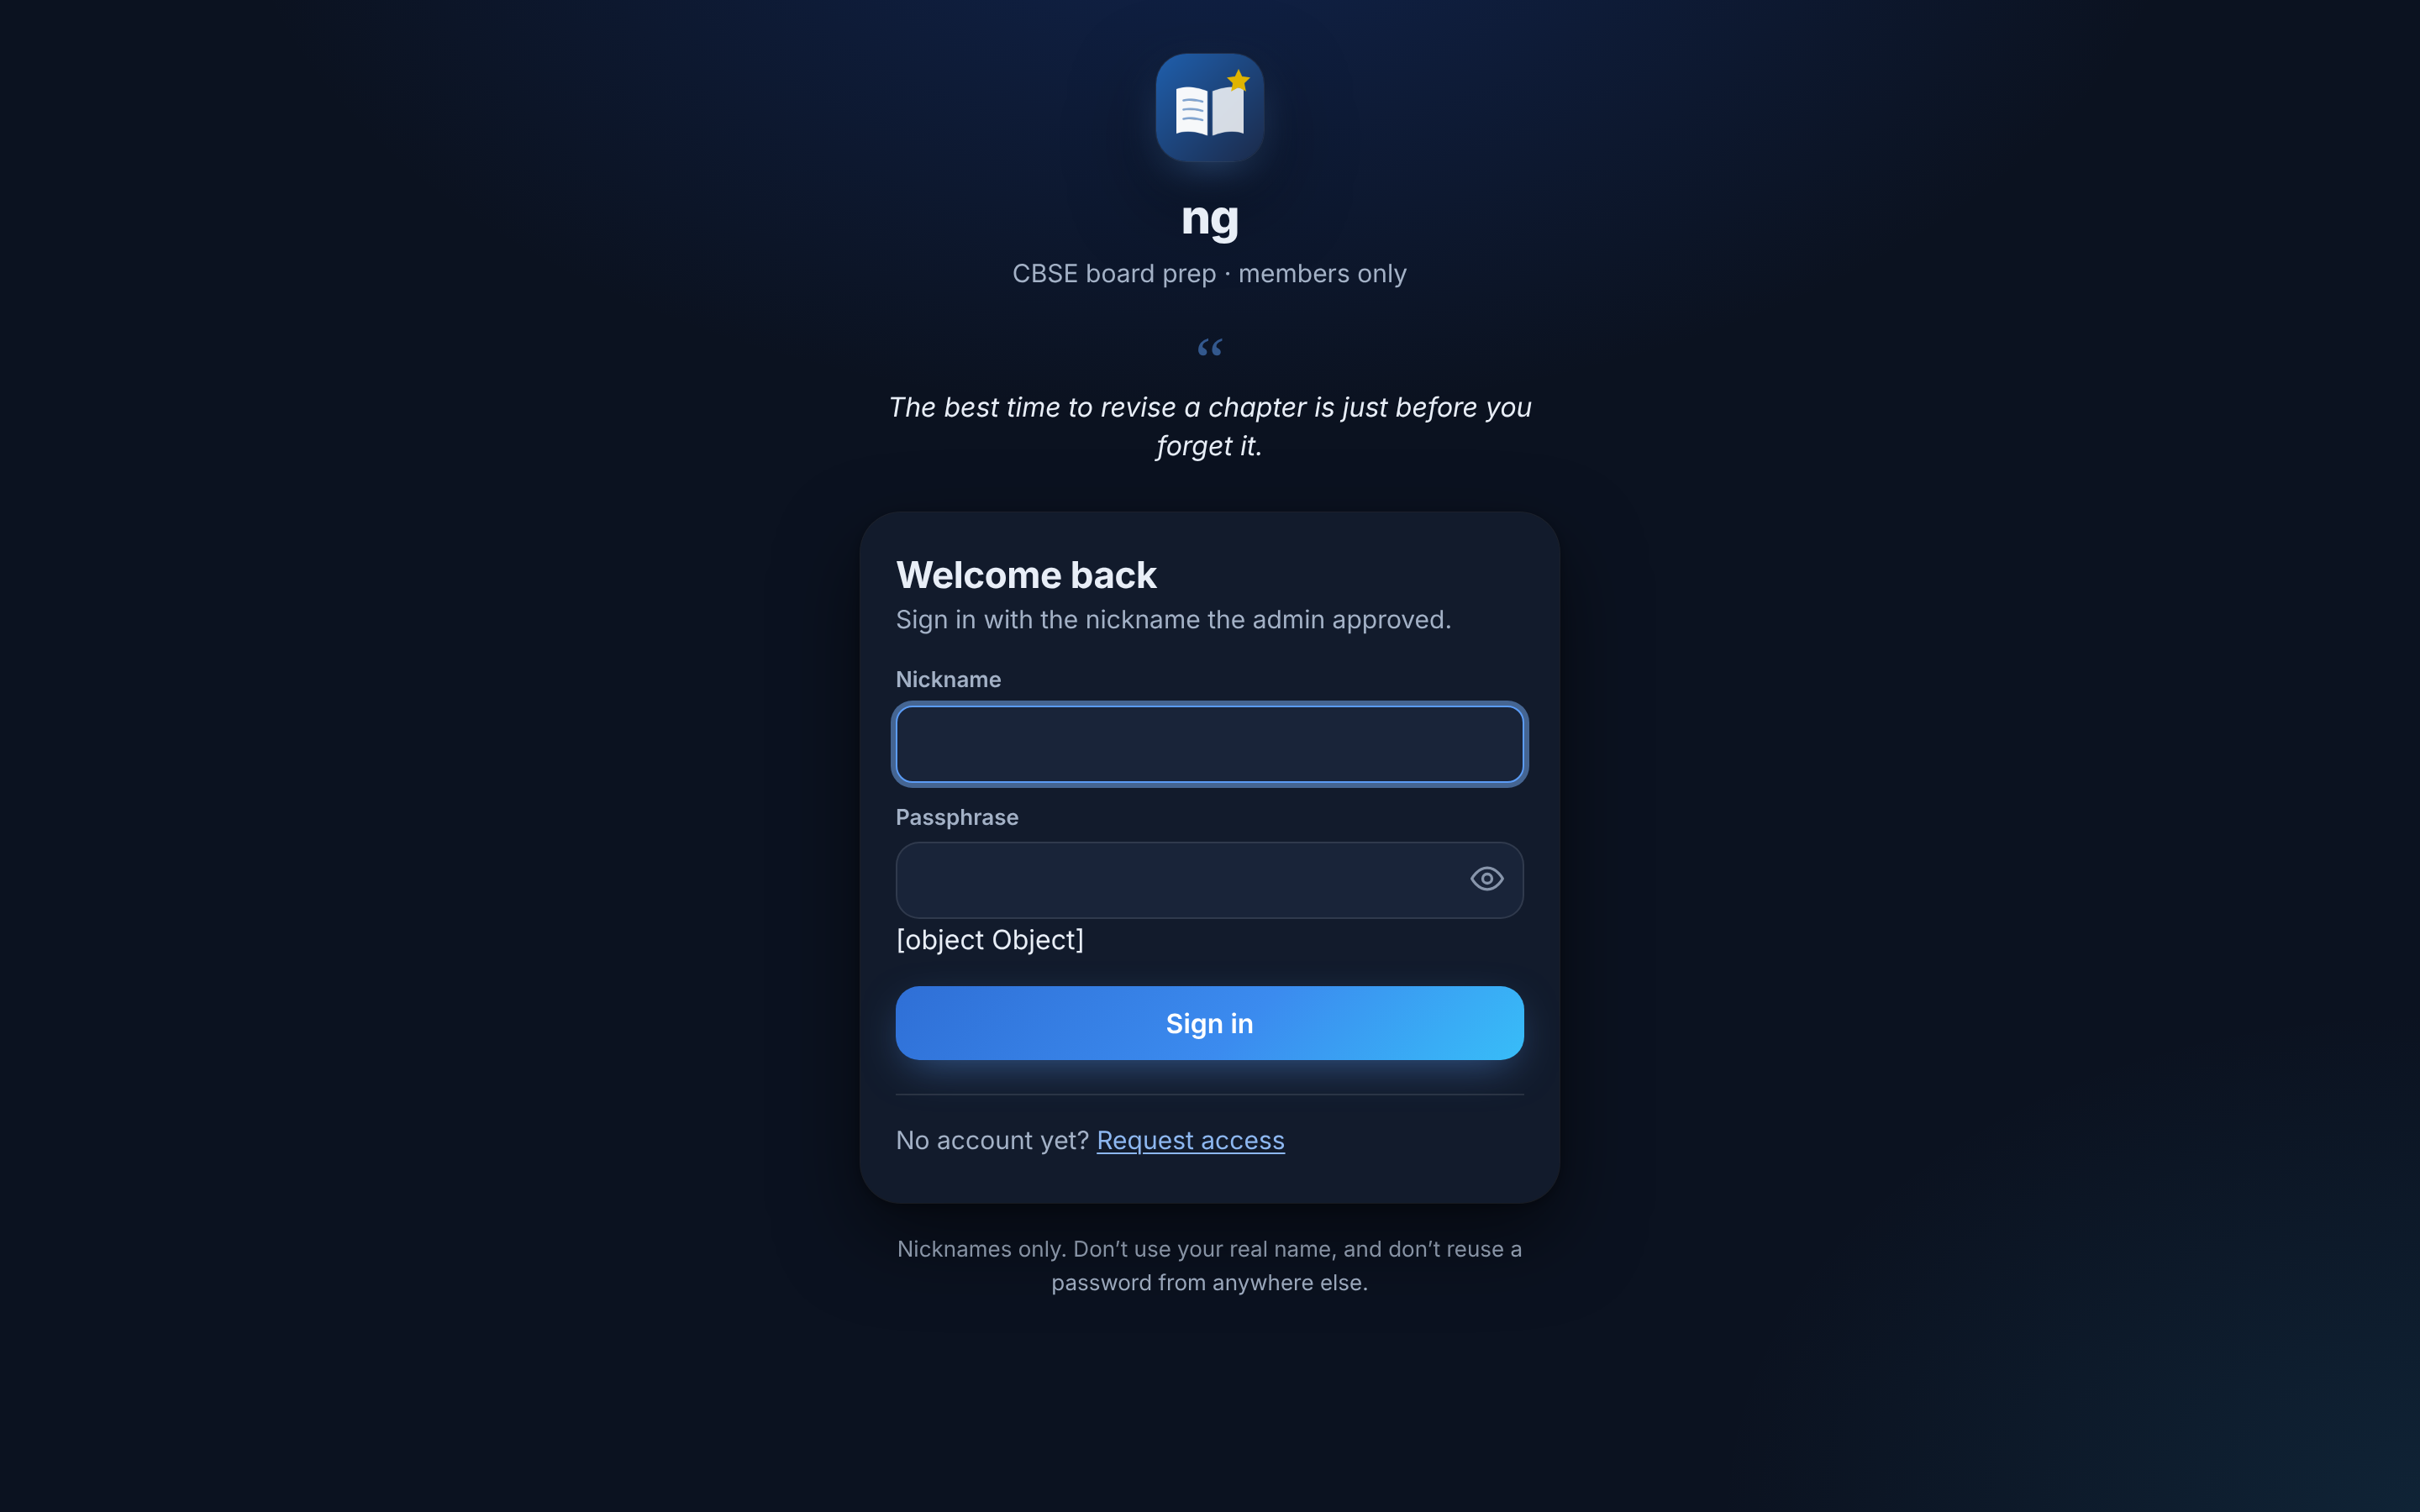 ng
CBSE board prep · members only
“
The best time to revise a chapter is just before you
forget it.
Welcome back
Sign in with the nickname the admin approved.
Nickname
Passphrase
[object Object]
Sign in
No account yet? Request access
Nicknames only. Don’t use your real name, and don’t reuse a
password from anywhere else.